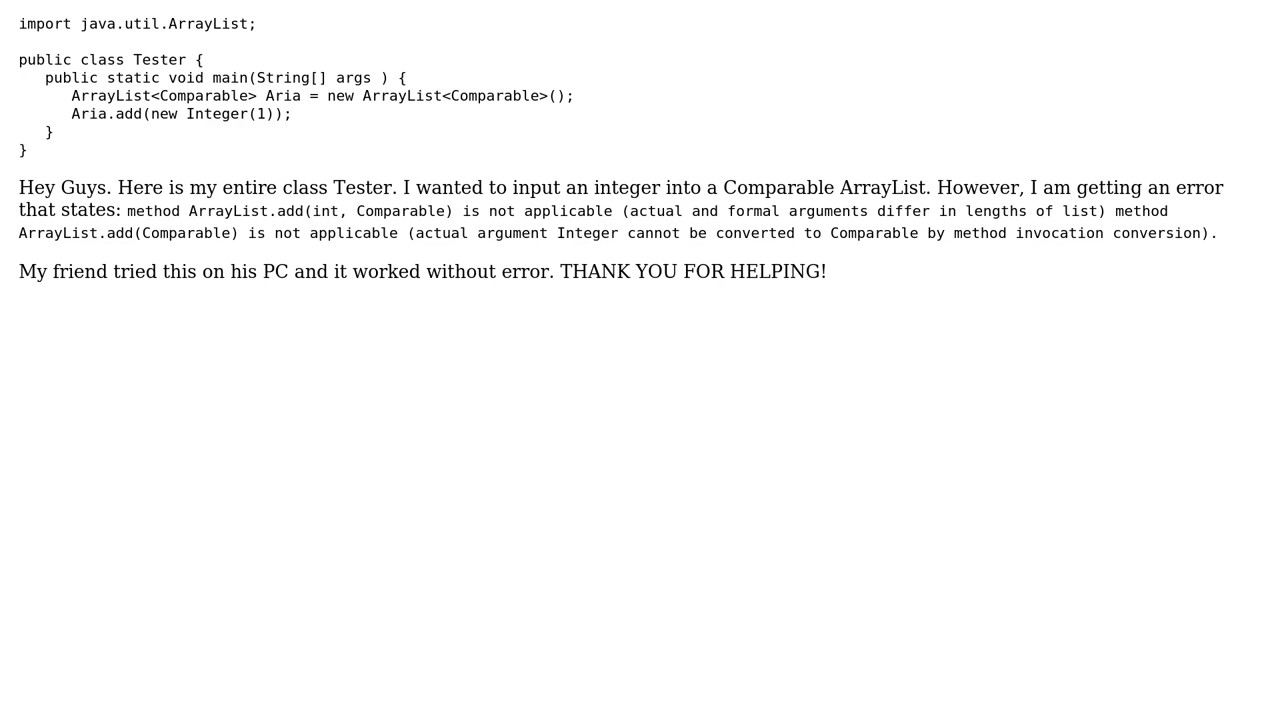 import java.util.ArrayList;

public class Tester {
   public static void main(String[] args ) {
      ArrayList<Comparable> Aria = new ArrayList<Comparable>();
      Aria.add(new Integer(1));
   }
}
Hey Guys. Here is my entire class Tester. I wanted to input an integer into a Comparable ArrayList. However, I am getting an error
that states: method ArrayList.add(int, Comparable) is not applicable (actual and formal arguments differ in lengths of list) method
ArrayList.add(Comparable) is not applicable (actual argument Integer cannot be converted to Comparable by method invocation conversion).
My friend tried this on his PC and it worked without error. THANK YOU FOR HELPING!